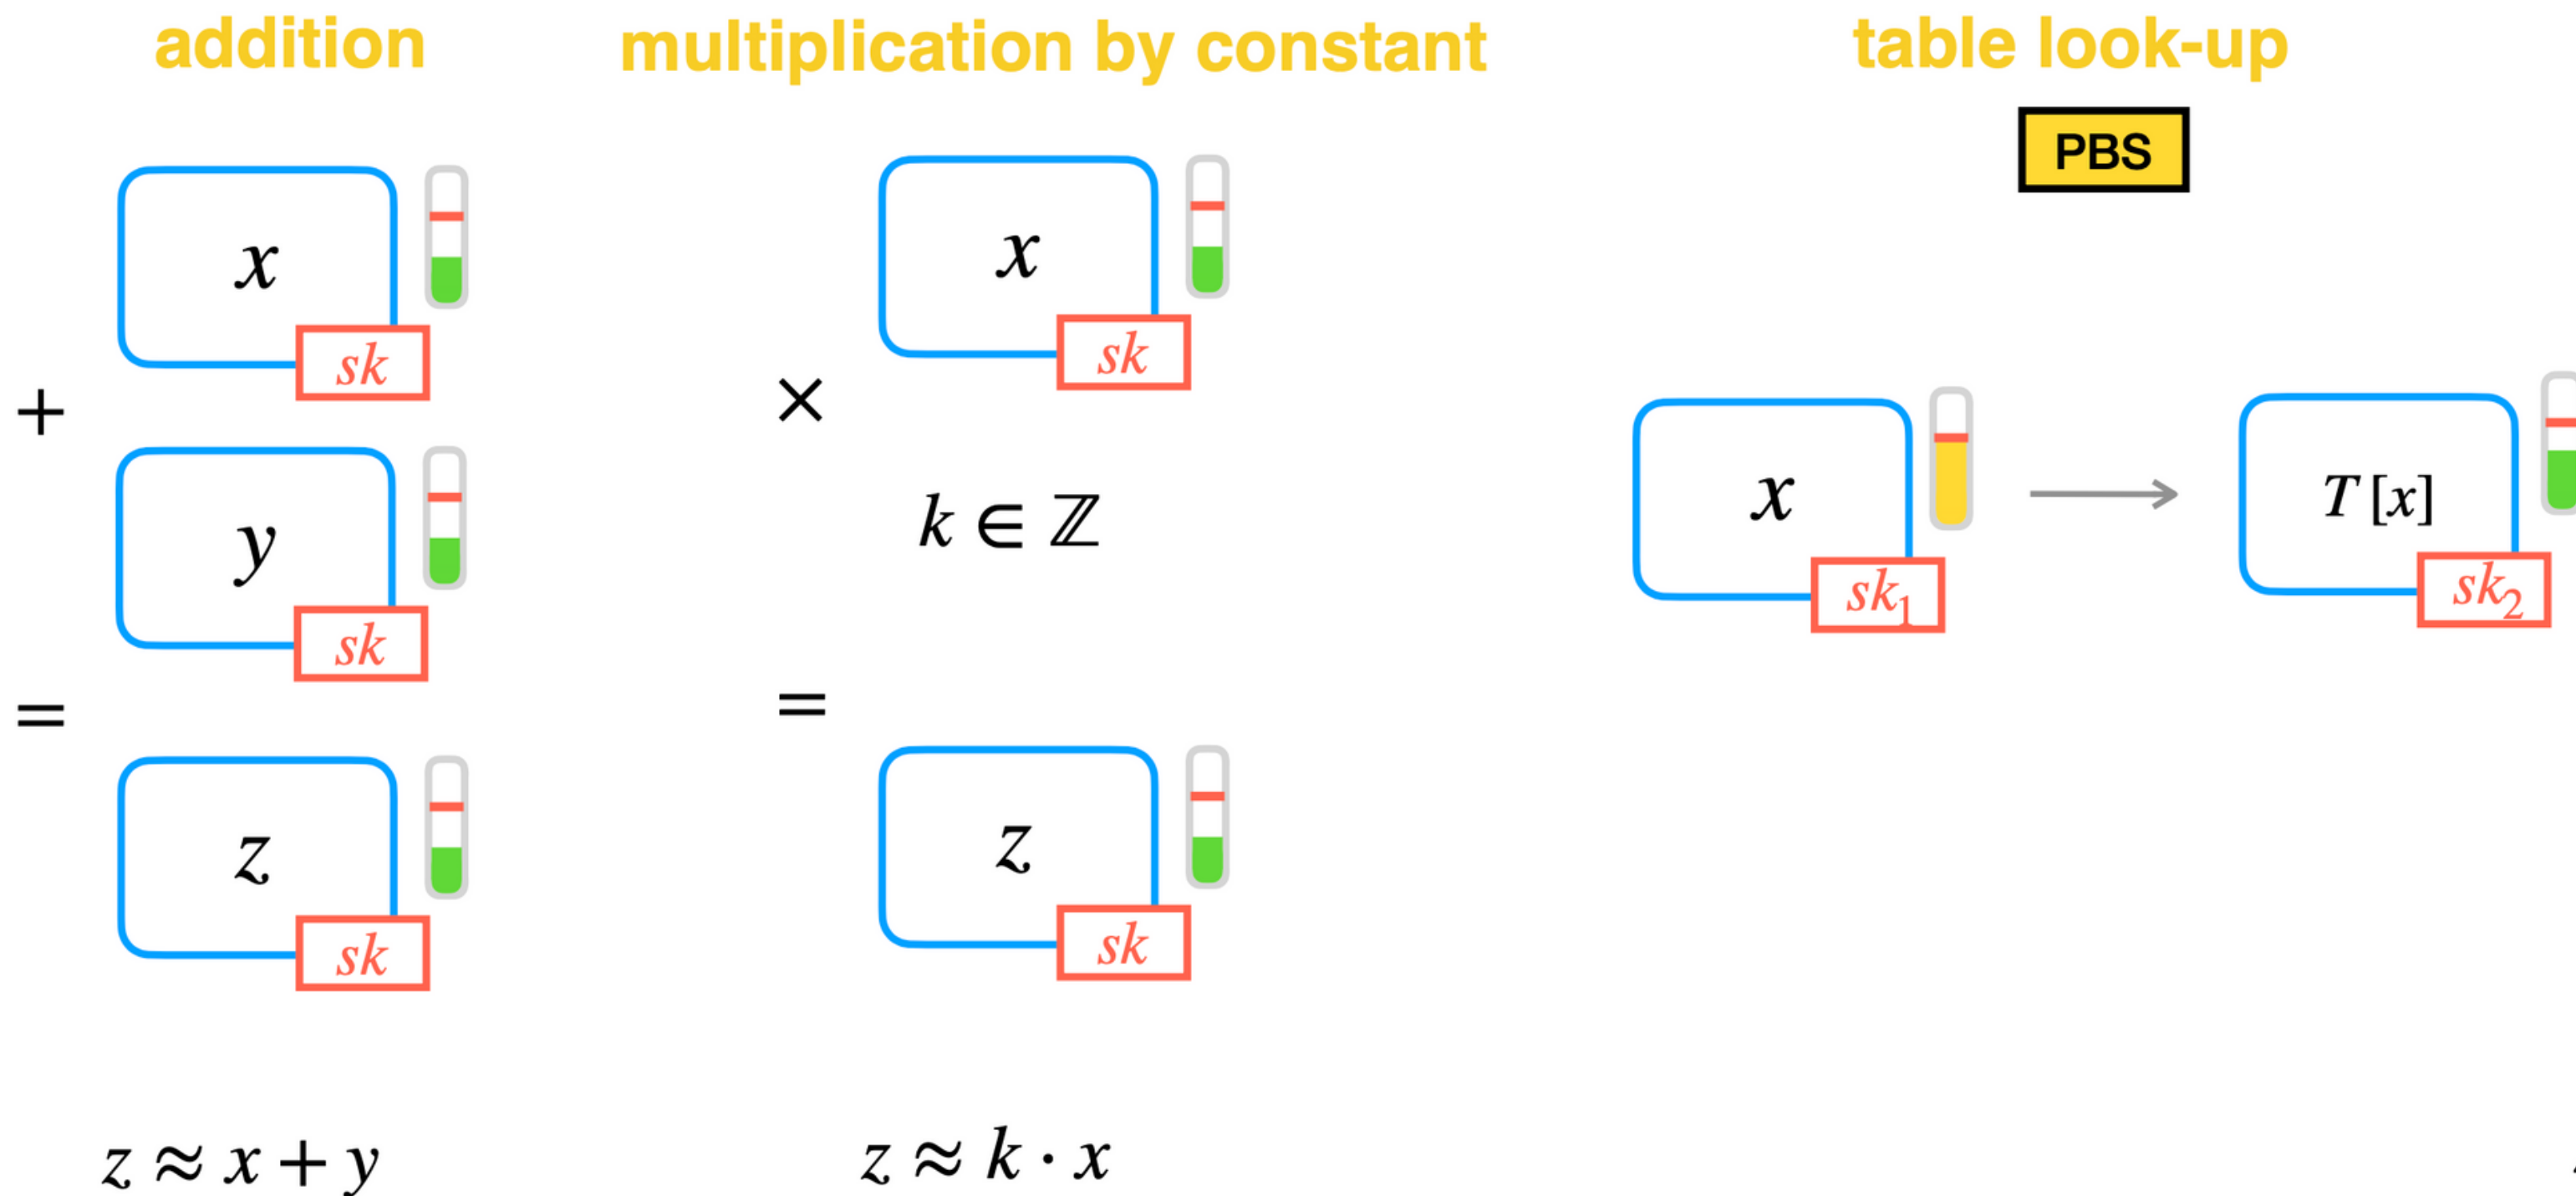 addition
x
sk
+
y
sk
=
z
sk
z ≈ x + y
multiplication by constant
x
sk
×
k ∈ ℤ
=
z
sk
z ≈ k · x
table look-up
PBS
x
sk₁
T[x]
sk₂